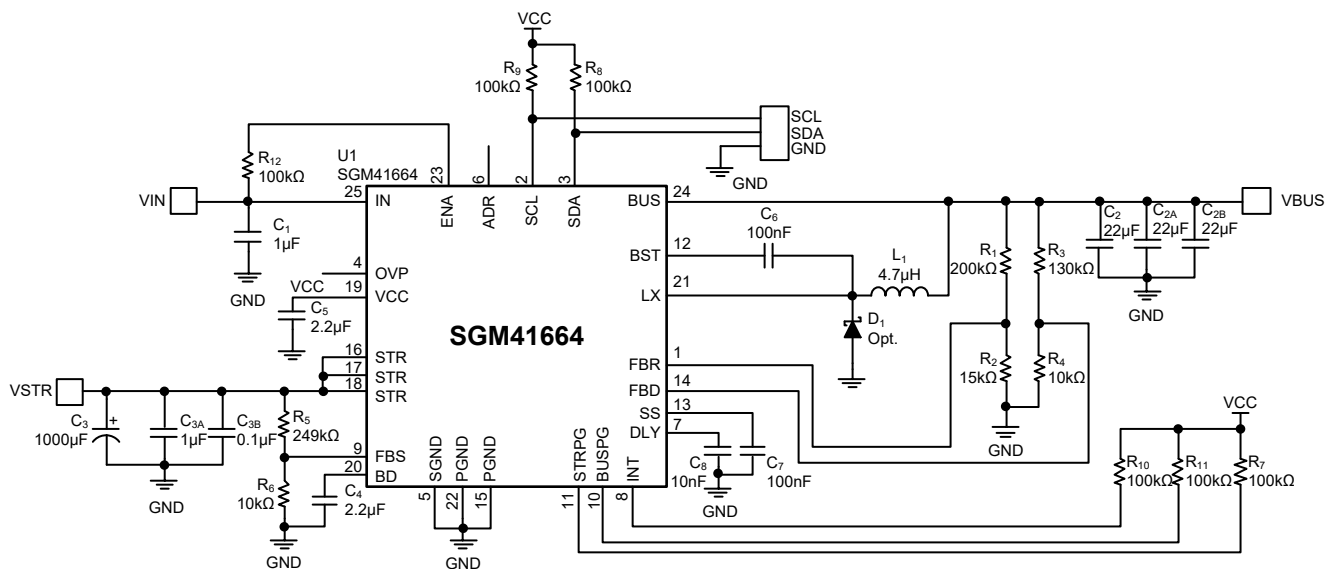 VCC
R9
100kΩ
R8
100kΩ
SCL
SDA
GND
GND
R12
100kΩ
U1
SGM41664
23
6
2
3
VIN
25
IN
ENA
ADR
SCL
SDA
BUS
24
VBUS
C1
1μF
GND
4
OVP
VCC
19
VCC
C5
2.2μF
C6
100nF
12
BST
L1
4.7μH
21
LX
D1
Opt.
R1
200kΩ
R3
130kΩ
C2
22μF
C2A
22μF
C2B
22μF
GND
SGM41664
16
STR
17
STR
18
STR
VSTR
C3
+
1000μF
C3A
1μF
C3B
0.1μF
R5
249kΩ
GND
9
FBS
20
BD
R6
10kΩ
C4
2.2μF
GND
1
FBR
14
FBD
13
SS
7
DLY
R2
15kΩ
R4
10kΩ
GND
C8
10nF
C7
100nF
GND
SGND
PGND
PGND
STRPG
BUSPG
INT
5
22
15
11
10
8
GND
VCC
R10
100kΩ
R11
100kΩ
R7
100kΩ